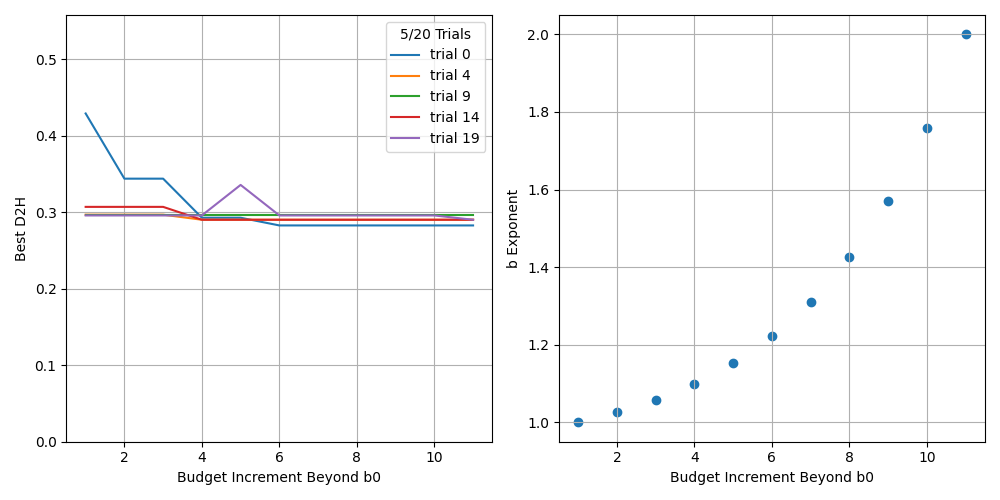 5/20 Trials
trial 0
trial 4
trial 9
trial 14
trial 19
0.5
0.4
0.3
0.2
0.1
0.0
Best D2H
2 4 6 8 10
Budget Increment Beyond b0
2.0
1.8
1.6
1.4
1.2
1.0
b Exponent
2 4 6 8 10
Budget Increment Beyond b0